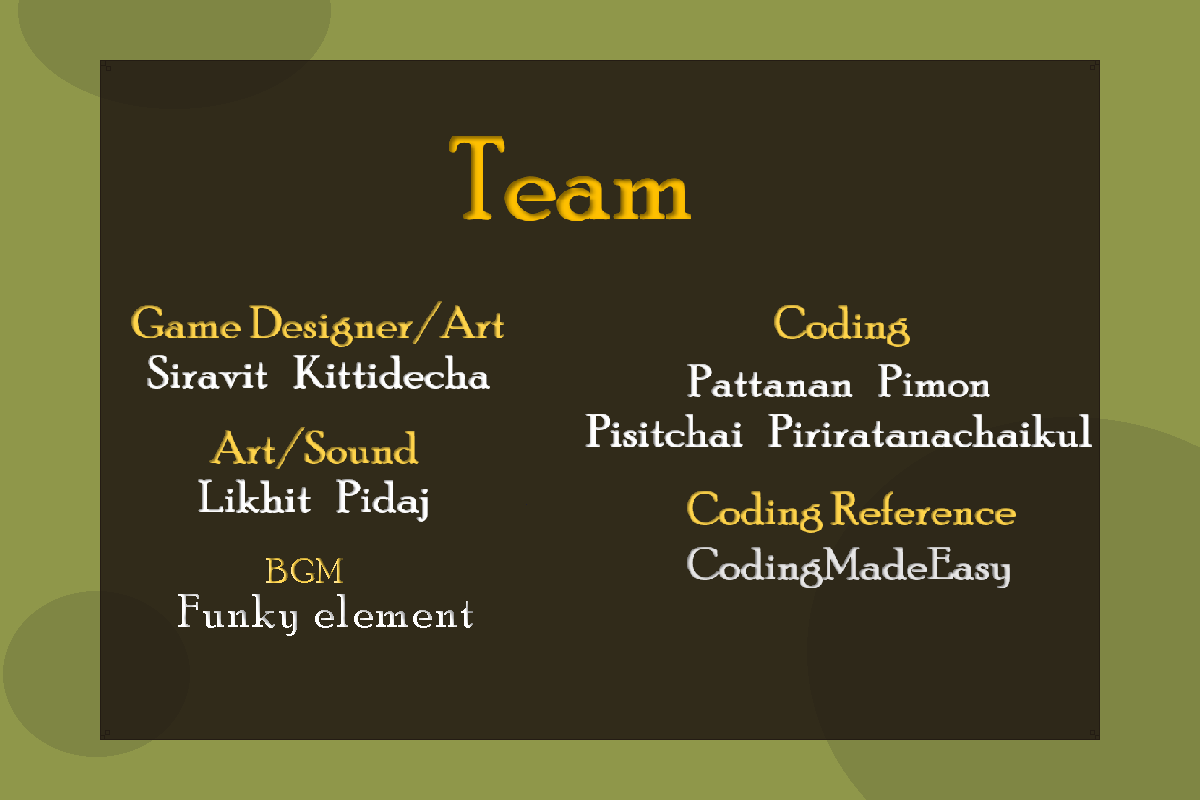 Team
Game Designer/Art
Siravit Kittidecha
Art/Sound
Likhit Pidaj
BGM
Funky element
Coding
Pattanan Pimon
Pisitchai Piriratanachaikul
Coding Reference
CodingMadeEasy